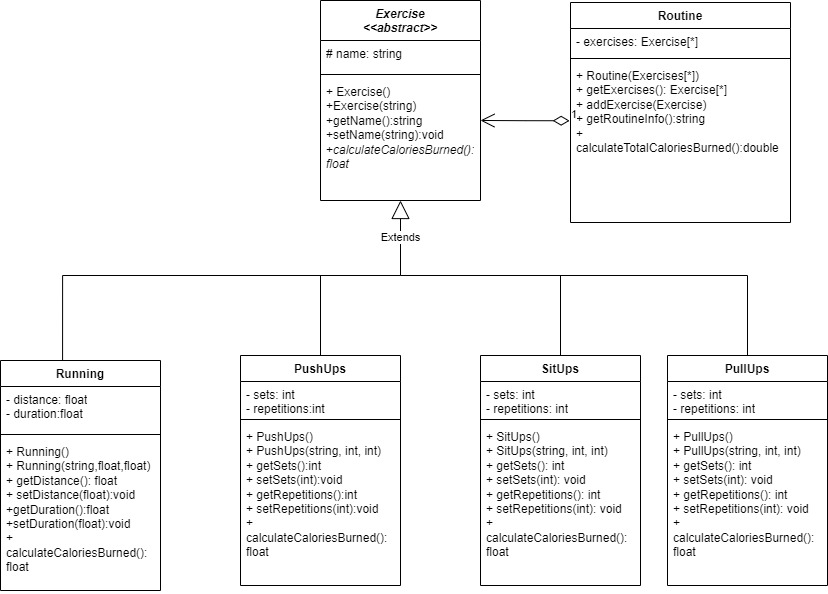 Exercise
<<abstract>>
# name: string
+ Exercise()
+Exercise(string)
+getName():string
+setName(string):void
+calculateCaloriesBurned():
float
Routine
- exercises: Exercise[*]
+ Routine(Exercises[*])
+ getExercises(): Exercise[*]
+ addExercise(Exercise)
+ getRoutineInfo():string
+
calculateTotalCaloriesBurned():double
1
Extends
Running
- distance: float
- duration:float
+ Running()
+ Running(string,float,float)
+ getDistance(): float
+ setDistance(float):void
+getDuration():float
+setDuration(float):void
+
calculateCaloriesBurned():
float
PushUps
- sets: int
- repetitions:int
+ PushUps()
+ PushUps(string, int, int)
+ getSets():int
+ setSets(int):void
+ getRepetitions():int
+ setRepetitions(int):void
+
calculateCaloriesBurned():
float
SitUps
- sets: int
- repetitions: int
+ SitUps()
+ SitUps(string, int, int)
+ getSets(): int
+ setSets(int): void
+ getRepetitions(): int
+ setRepetitions(int): void
+
calculateCaloriesBurned():
float
PullUps
- sets: int
- repetitions: int
+ PullUps()
+ PullUps(string, int, int)
+ getSets(): int
+ setSets(int): void
+ getRepetitions(): int
+ setRepetitions(int): void
+
calculateCaloriesBurned():
float